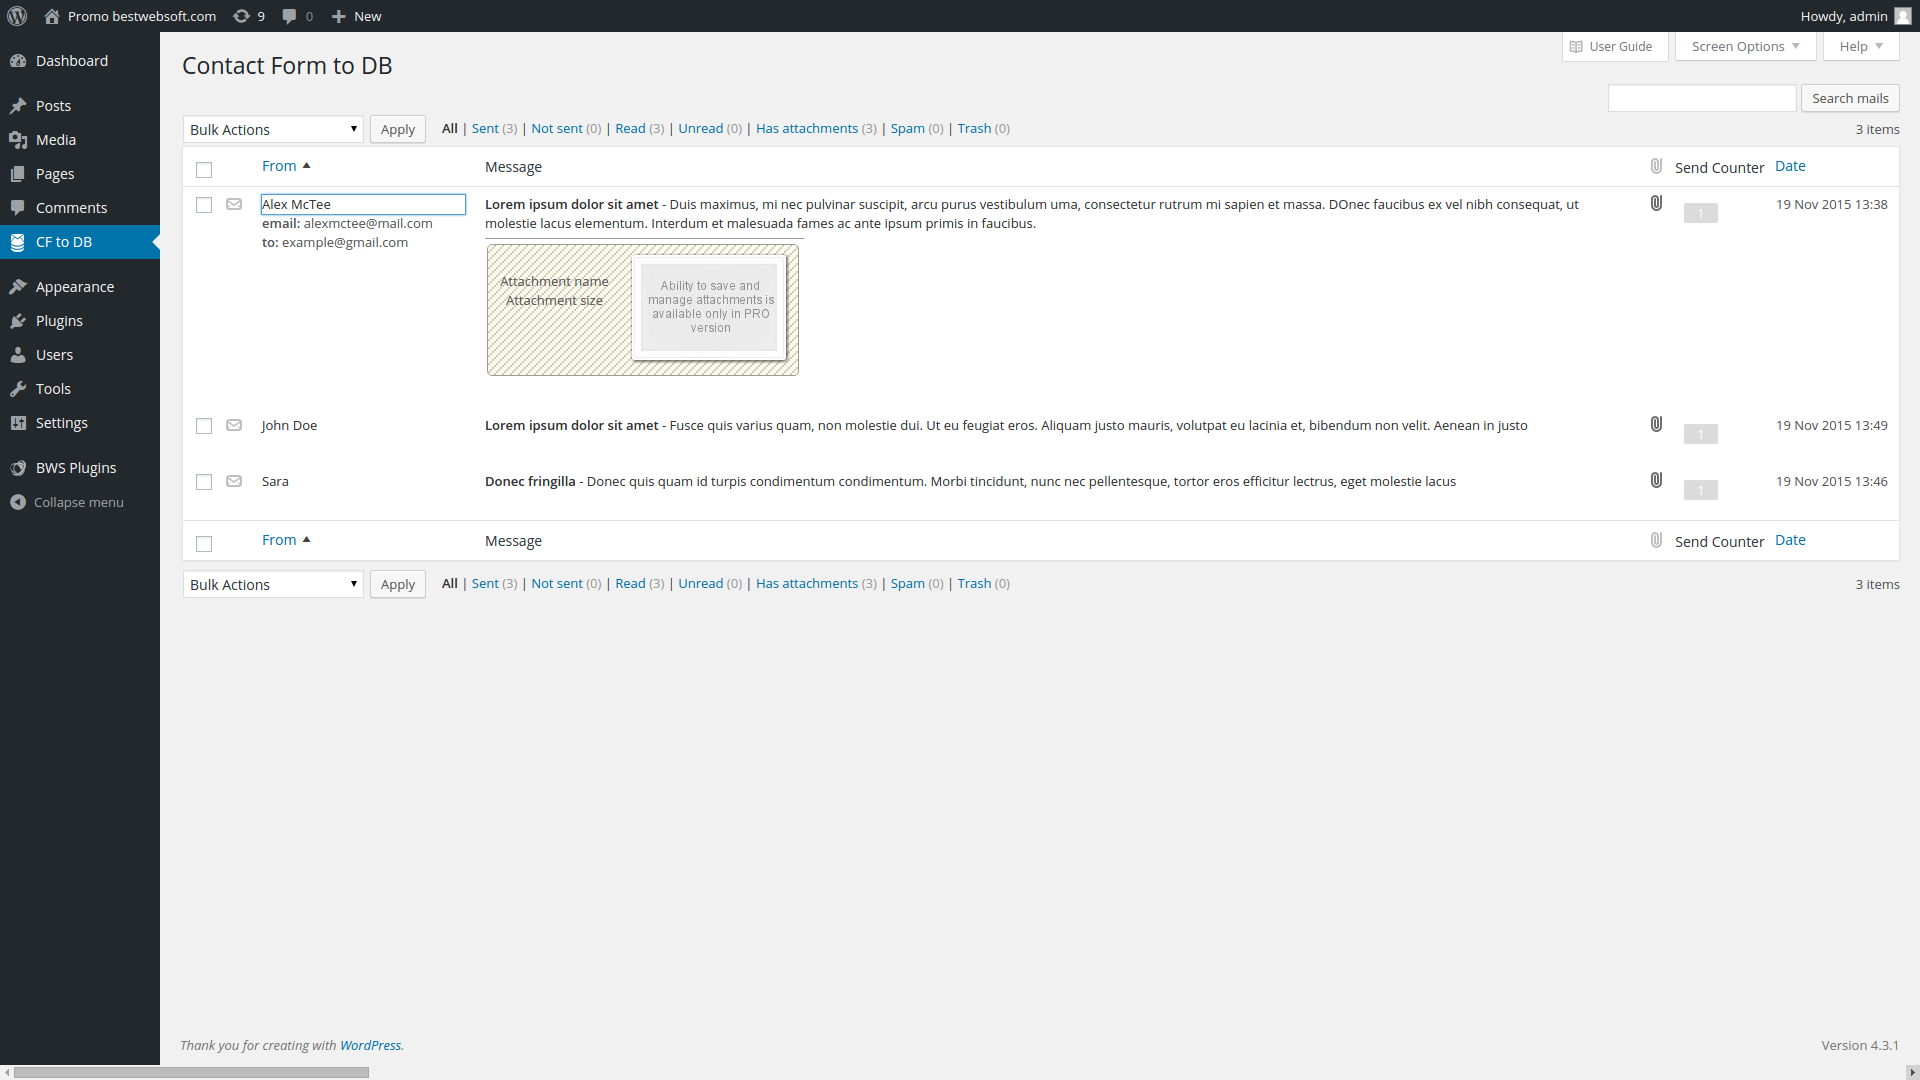 Promo bestwebsoft.com 9 0 New Howdy, admin
User Guide Screen Options Help
Dashboard
Posts
Media
Pages
Comments
CF to DB
Appearance
Plugins
Users
Tools
Settings
BWS Plugins
Collapse menu
Contact Form to DB
Search mails
Bulk Actions Apply All | Sent (3) | Not sent (0) | Read (3) | Unread (0) | Has attachments (3) | Spam (0) | Trash (0) 3 items
From Message Send Counter Date
Alex McTee
email: alexmctee@mail.com
to: example@gmail.com
Lorem ipsum dolor sit amet - Duis maximus, mi nec pulvinar suscipit, arcu purus vestibulum uma, consectetur rutrum mi sapien et massa. DOnec faucibus ex vel nibh consequat, ut
molestie lacus elementum. Interdum et malesuada fames ac ante ipsum primis in faucibus.
1 19 Nov 2015 13:38
Attachment name
Attachment size
Ability to save and
manage attachments is
available only in PRO
version
John Doe Lorem ipsum dolor sit amet - Fusce quis varius quam, non molestie dui. Ut eu feugiat eros. Aliquam justo mauris, volutpat eu lacinia et, bibendum non velit. Aenean in justo 1 19 Nov 2015 13:49
Sara Donec fringilla - Donec quis quam id turpis condimentum condimentum. Morbi tincidunt, nunc nec pellentesque, tortor eros efficitur lectrus, eget molestie lacus 1 19 Nov 2015 13:46
From Message Send Counter Date
Bulk Actions Apply All | Sent (3) | Not sent (0) | Read (3) | Unread (0) | Has attachments (3) | Spam (0) | Trash (0) 3 items
Thank you for creating with WordPress. Version 4.3.1